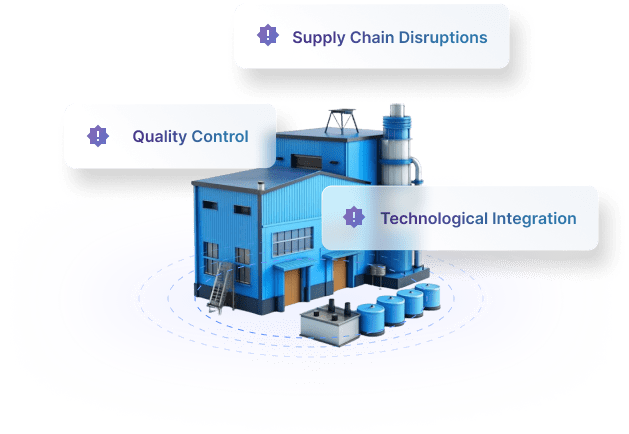 Supply Chain Disruptions
Quality Control
Technological Integration